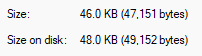 Size: 46.0 KB (47,151 bytes)
Size on disk: 48.0 KB (49,152 bytes)